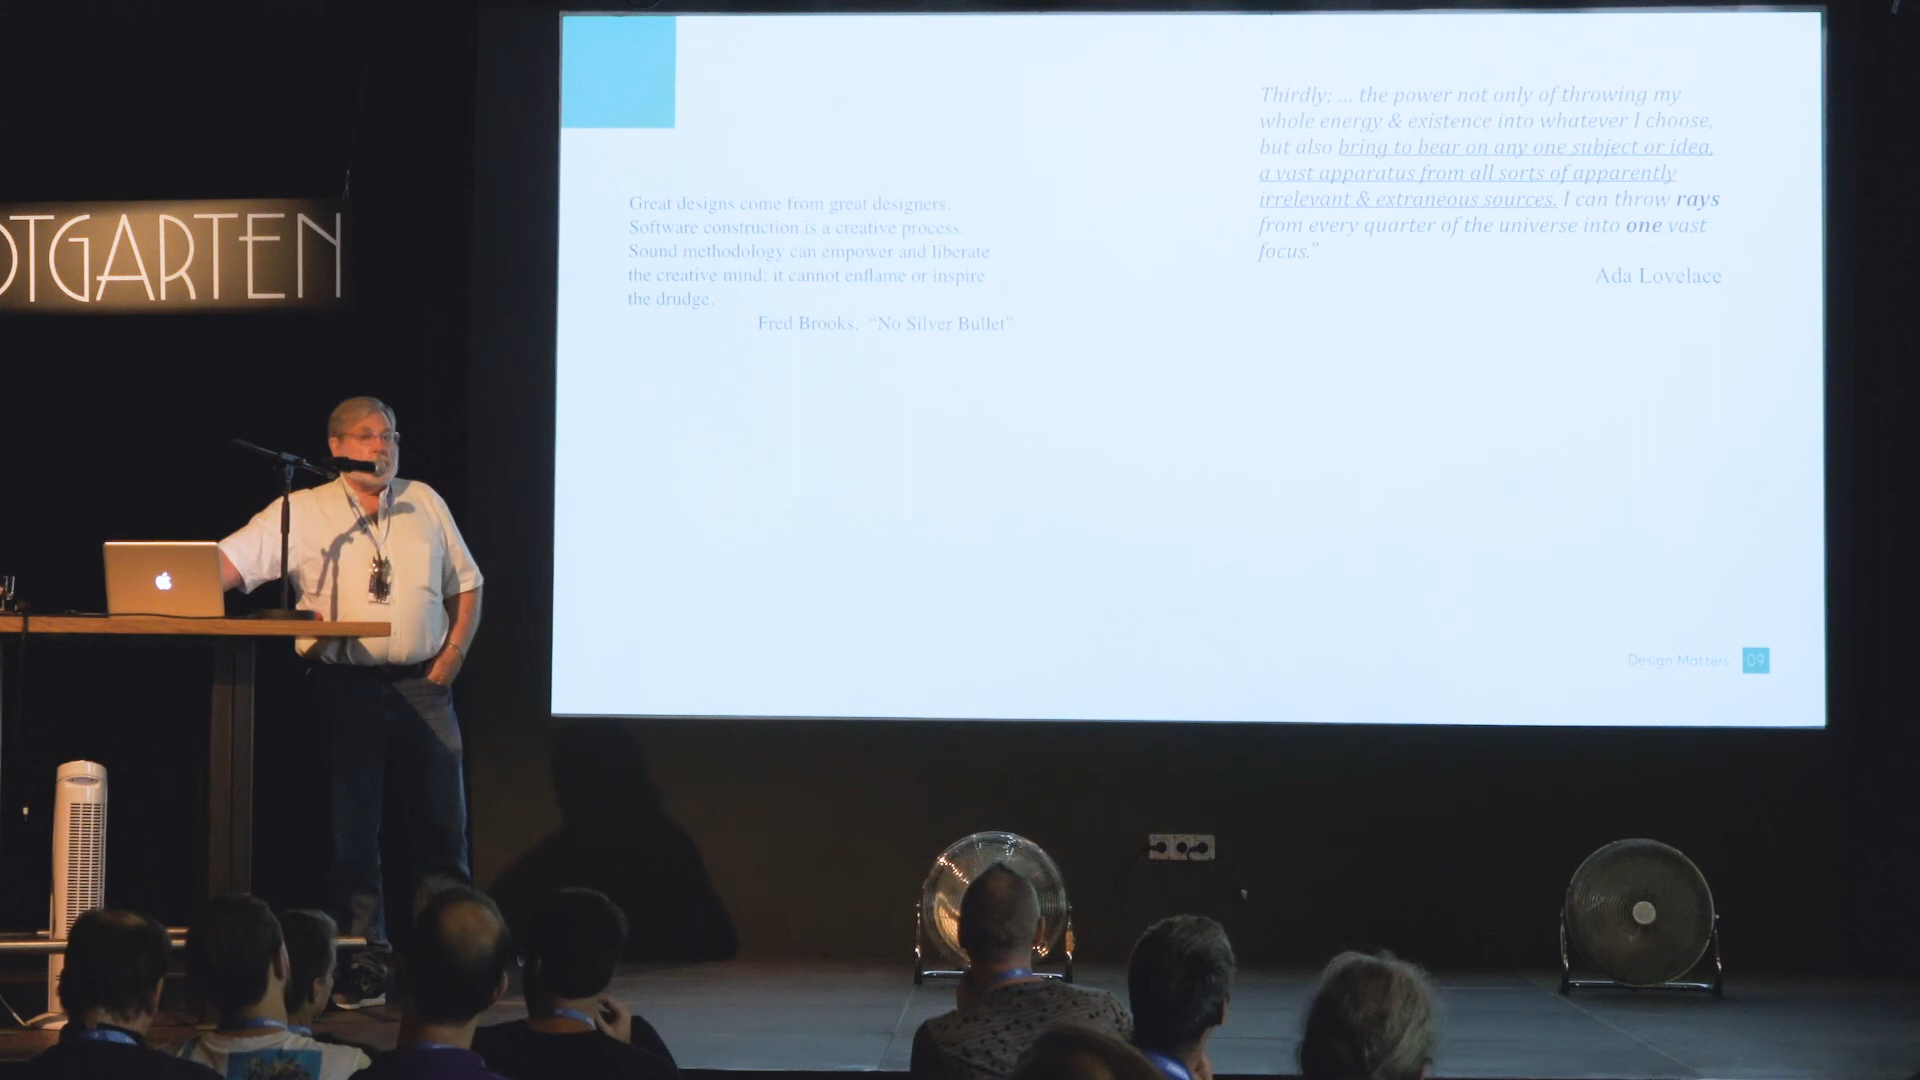 OTGARTEN
Great designs come from great designers.
Software construction is a creative process.
Sound methodology can empower and liberate
the creative mind; it cannot enflame or inspire
the drudge.
Fred Brooks, “No Silver Bullet”
Thirdly; ... the power not only of throwing my
whole energy & existence into whatever I choose,
but also bring to bear on any one subject or idea,
a vast apparatus from all sorts of apparently
irrelevant & extraneous sources. I can throw rays
from every quarter of the universe into one vast
focus."
Ada Lovelace
Design Matters 09